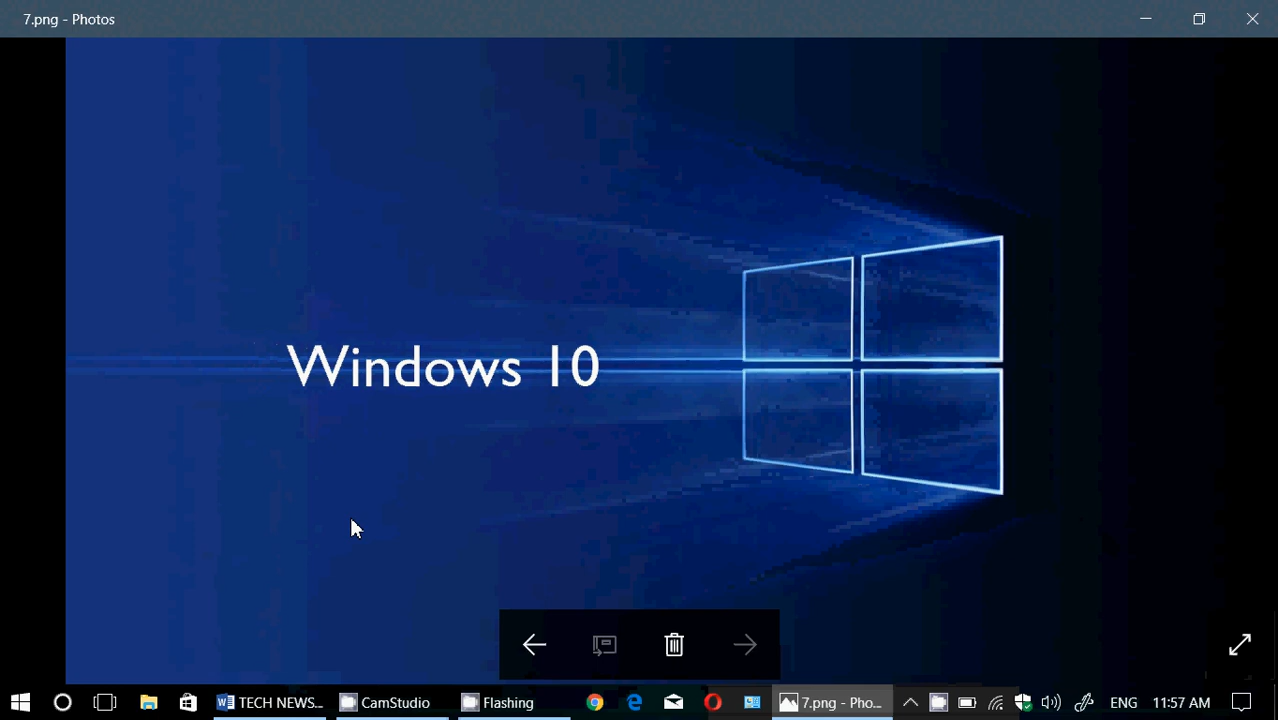 7.png - Photos
Windows 10
TECH NEWS...
CamStudio
Flashing
7.png - Pho...
ENG
11:57 AM